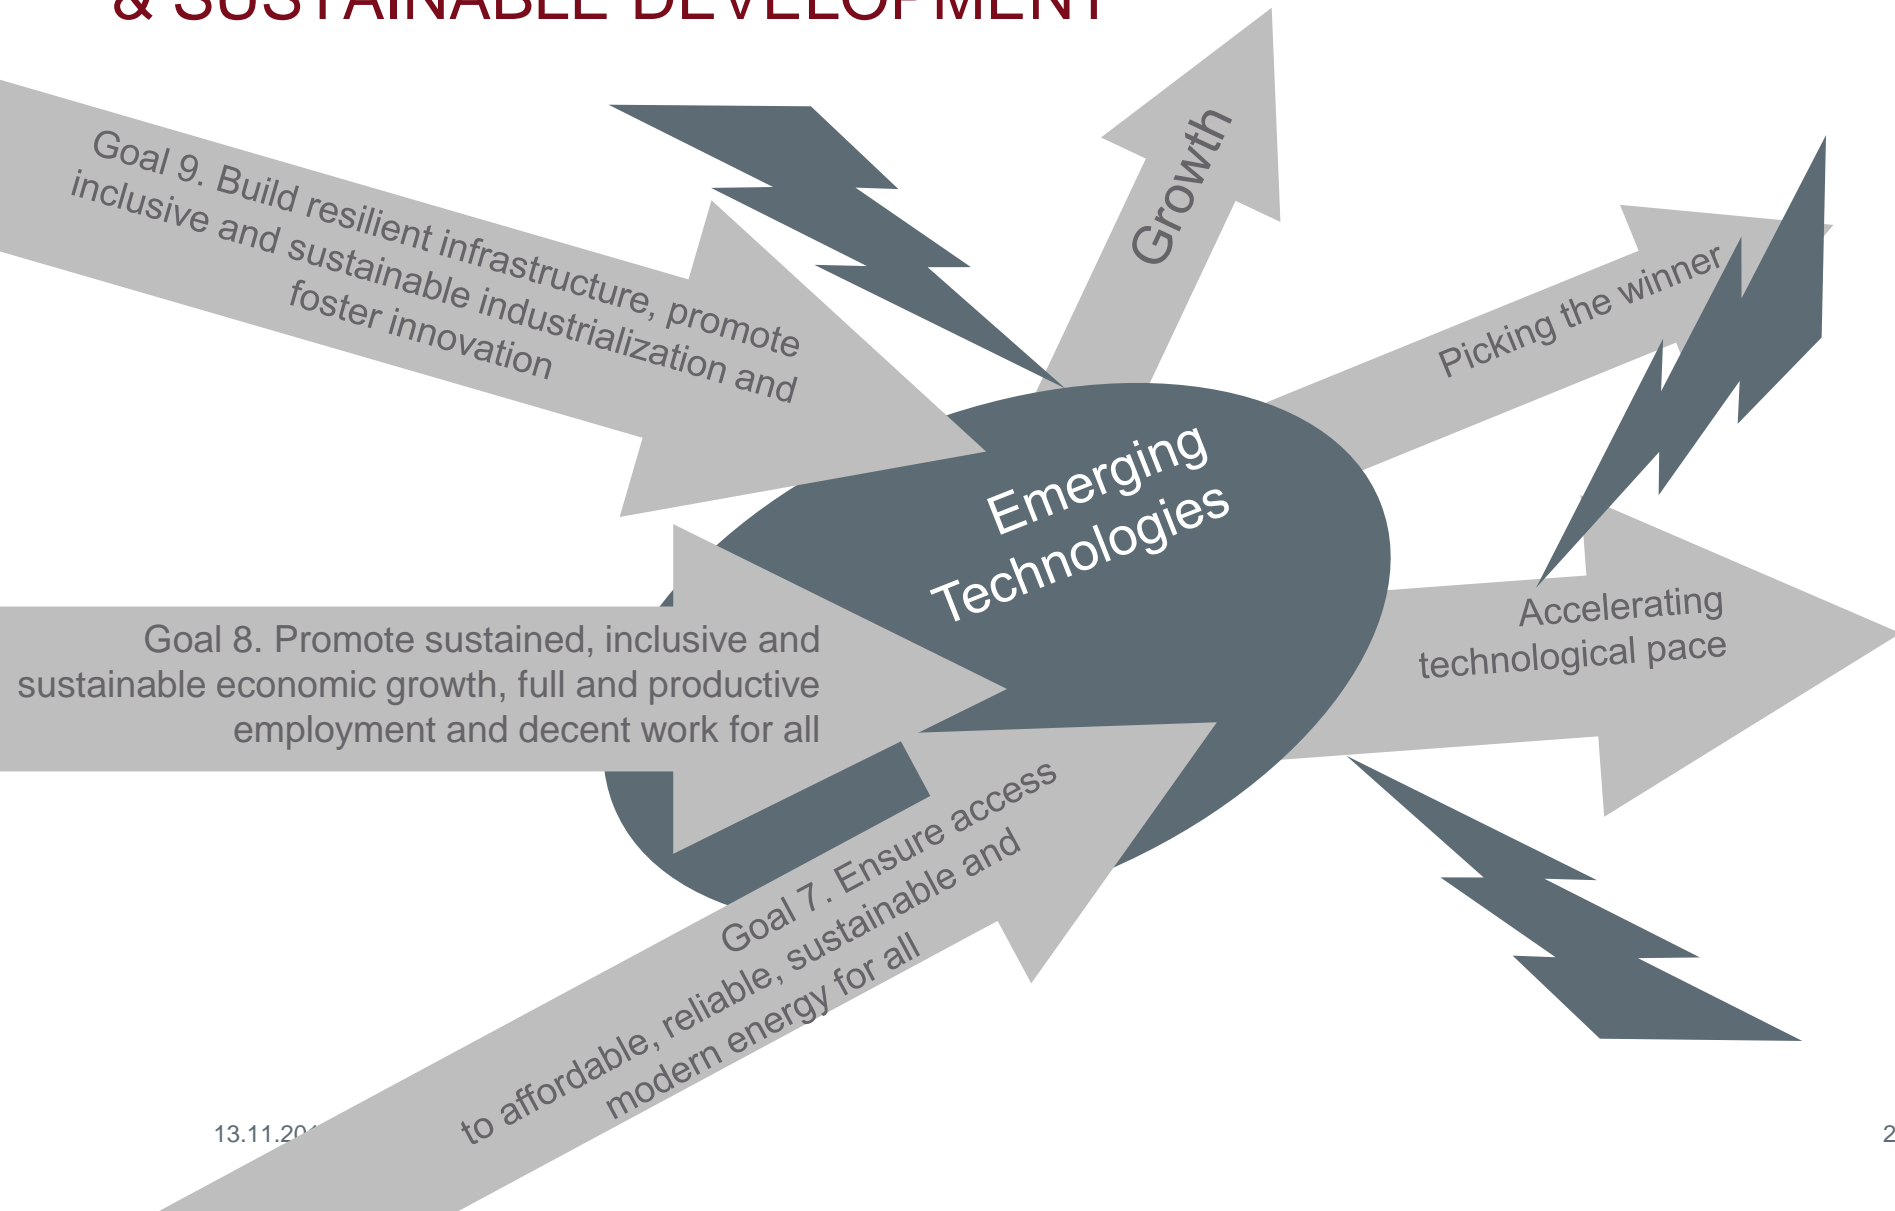 & SUSTAINABLE DEVELOPMENT
Goal 9. Build resilient infrastructure, promote
inclusive and sustainable industrialization and
foster innovation
Growth
Picking the winner
Emerging
Technologies
Accelerating
technological pace
Goal 8. Promote sustained, inclusive and
sustainable economic growth, full and productive
employment and decent work for all
Goal 7. Ensure access
to affordable, reliable, sustainable and
modern energy for all
2